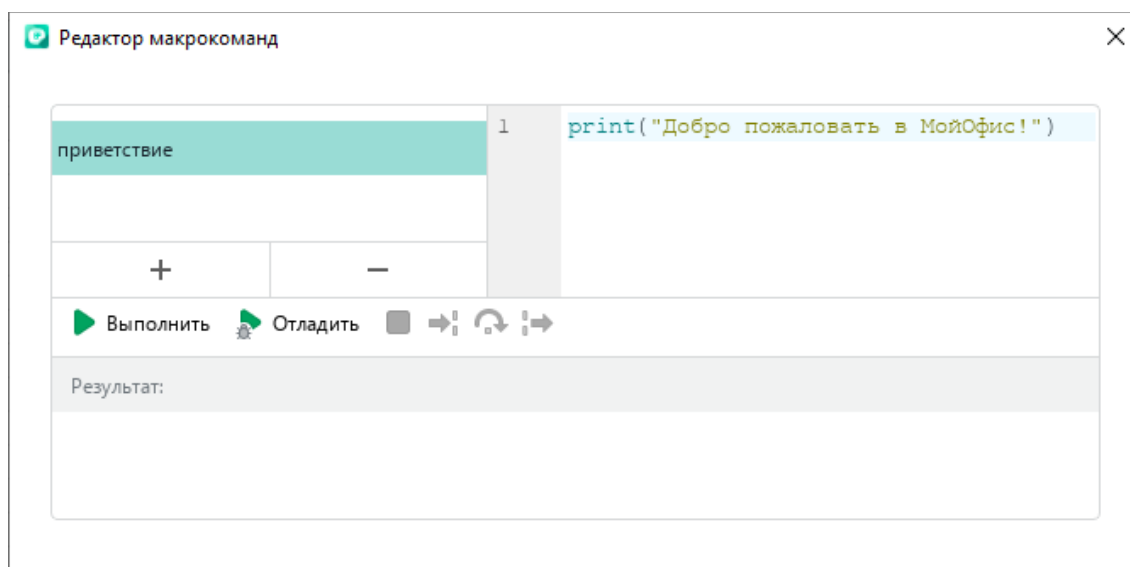 Редактор макрокоманд
приветствие
1 print("Добро пожаловать в МойОфис!")
Выполнить Отладить
Результат: